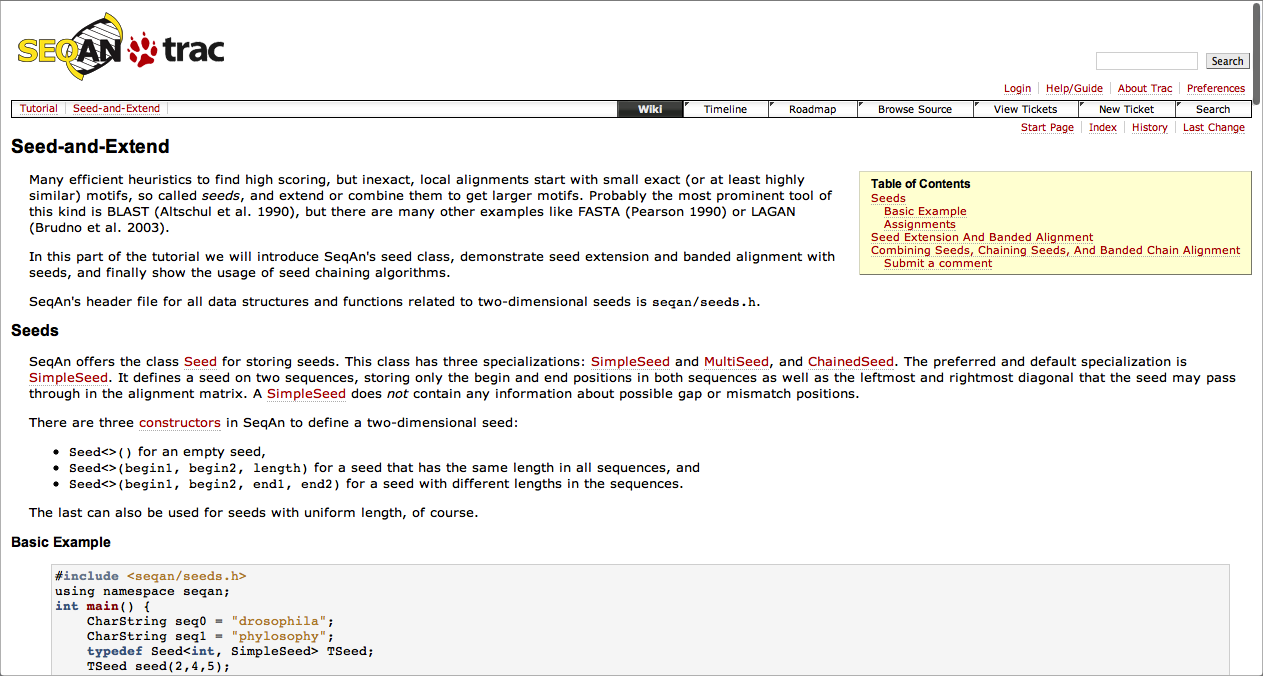 SEQAN trac
Search
Login Help/Guide About Trac Preferences
Tutorial Seed-and-Extend Wiki Timeline Roadmap Browse Source View Tickets New Ticket Search
Start Page Index History Last Change
Seed-and-Extend
Many efficient heuristics to find high scoring, but inexact, local alignments start with small exact (or at least highly
similar) motifs, so called seeds, and extend or combine them to get larger motifs. Probably the most prominent tool of
this kind is BLAST (Altschul et al. 1990), but there are many other examples like FASTA (Pearson 1990) or LAGAN
(Brudno et al. 2003).
In this part of the tutorial we will introduce SeqAn's seed class, demonstrate seed extension and banded alignment with
seeds, and finally show the usage of seed chaining algorithms.
SeqAn's header file for all data structures and functions related to two-dimensional seeds is seqan/seeds.h.
Table of Contents
Seeds
Basic Example
Assignments
Seed Extension And Banded Alignment
Combining Seeds, Chaining Seeds, And Banded Chain Alignment
Submit a comment
Seeds
SeqAn offers the class Seed for storing seeds. This class has three specializations: SimpleSeed and MultiSeed, and ChainedSeed. The preferred and default specialization is
SimpleSeed. It defines a seed on two sequences, storing only the begin and end positions in both sequences as well as the leftmost and rightmost diagonal that the seed may pass
through in the alignment matrix. A SimpleSeed does not contain any information about possible gap or mismatch positions.
There are three constructors in SeqAn to define a two-dimensional seed:
• Seed<>() for an empty seed,
• Seed<>(begin1, begin2, length) for a seed that has the same length in all sequences, and
• Seed<>(begin1, begin2, end1, end2) for a seed with different lengths in the sequences.
The last can also be used for seeds with uniform length, of course.
Basic Example
#include <seqan/seeds.h>
using namespace seqan;
int main() {
CharString seq0 = "drosophila";
CharString seq1 = "phylosophy";
typedef Seed<int, SimpleSeed> TSeed;
TSeed seed(2,4,5);